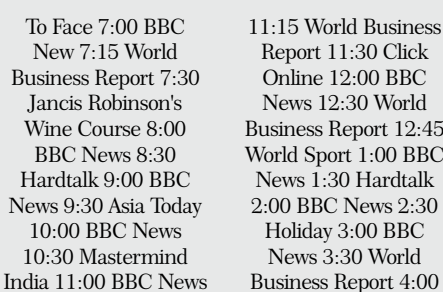 To Face 7:00 BBC
New 7:15 World
Business Report 7:30
Jancis Robinson's
Wine Course 8:00
BBC News 8:30
Hardtalk 9:00 BBC
News 9:30 Asia Today
10:00 BBC News
10:30 Mastermind
India 11:00 BBC News
11:15 World Business
Report 11:30 Click
Online 12:00 BBC
News 12:30 World
Business Report 12:45
World Sport 1:00 BBC
News 1:30 Hardtalk
2:00 BBC News 2:30
Holiday 3:00 BBC
News 3:30 World
Business Report 4:00